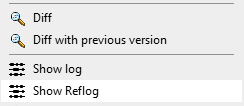 Diff
Diff with previous version
Show log
Show Reflog